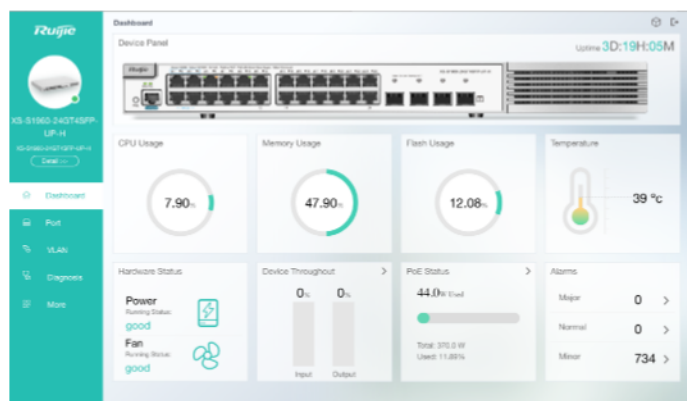 Ruijie
Dashboard
Device Panel
Uptime 3D:19H:05M
Ruijie
XS-S1960-24GT4SFP-
UP-H
Detail
Dashboard
Port
VLAN
Diagnosis
More
CPU Usage
7.90%
Memory Usage
47.90%
Flash Usage
12.08%
Temperature
39 °c
Hardware Status
Power
Running Status:
good
Fan
Running Status:
good
Device Throughout
0%
0%
Input
Output
PoE Status
44.0W Used
Total: 370.0 W
Used: 11.89%
Alarms
Major 0
Normal 0
Minor 734